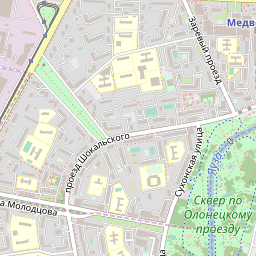 Заревый проезд
Медв
проезд Шокальского
Сухонская улица
Яуза
Сквер по
Олонецкому
проезду
а Молодцова